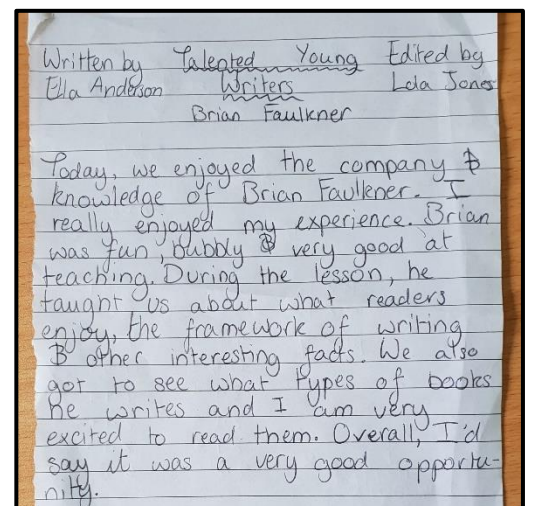 Written by Talented Young Edited by
Ella Anderson Writers Lola Jones
Brian Faulkner
Today, we enjoyed the company &
knowledge of Brian Faulkener. I
really enjoyed my experience. Brian
was fun, bubbly & very good at
teaching. During the lesson, he
taught us about what readers
enjoy, the framework of writing
& other interesting facts. We also
got to see what types of books
he writes and I am very
excited to read them. Overall, I'd
say it was a very good opportu-
nity.